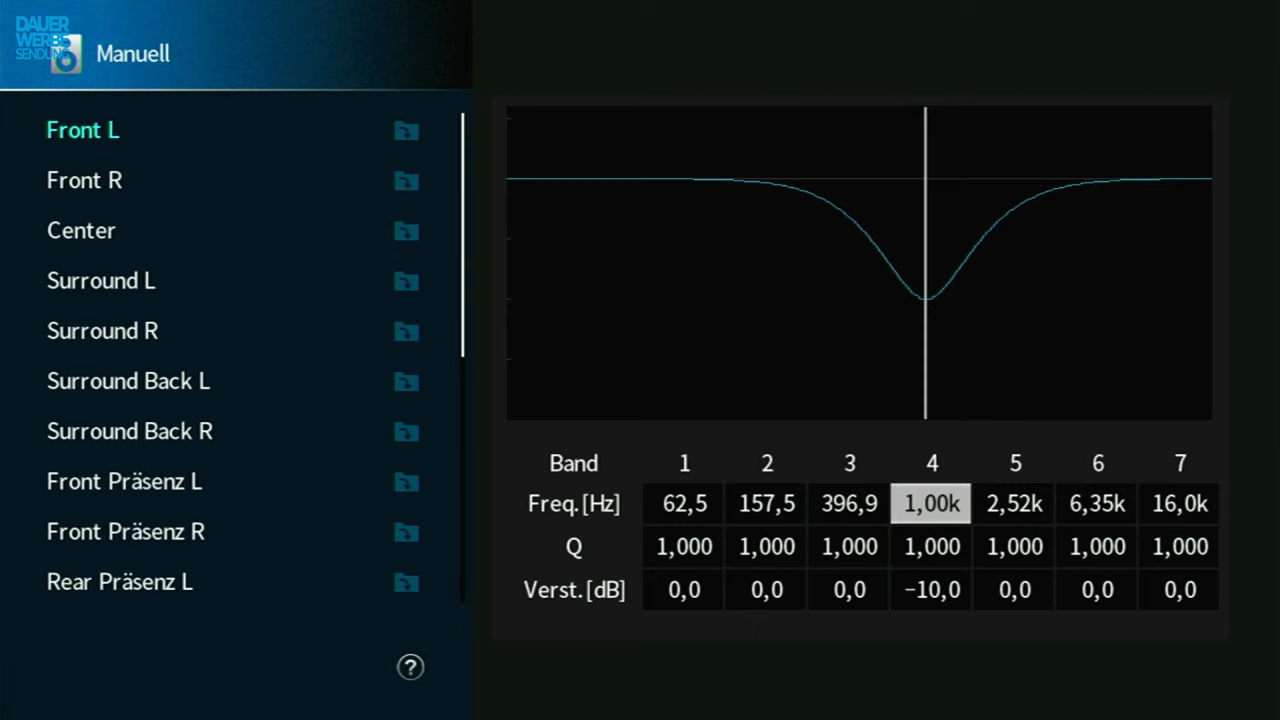 DAUER
WERBE
SENDUNG
Manuell
Front L
Front R
Center
Surround L
Surround R
Surround Back L
Surround Back R
Front Präsenz L
Front Präsenz R
Rear Präsenz L
?
Band 1 2 3 4 5 6 7
Freq.[Hz] 62,5 157,5 396,9 1,00k 2,52k 6,35k 16,0k
Q 1,000 1,000 1,000 1,000 1,000 1,000 1,000
Verst.[dB] 0,0 0,0 0,0 −10,0 0,0 0,0 0,0